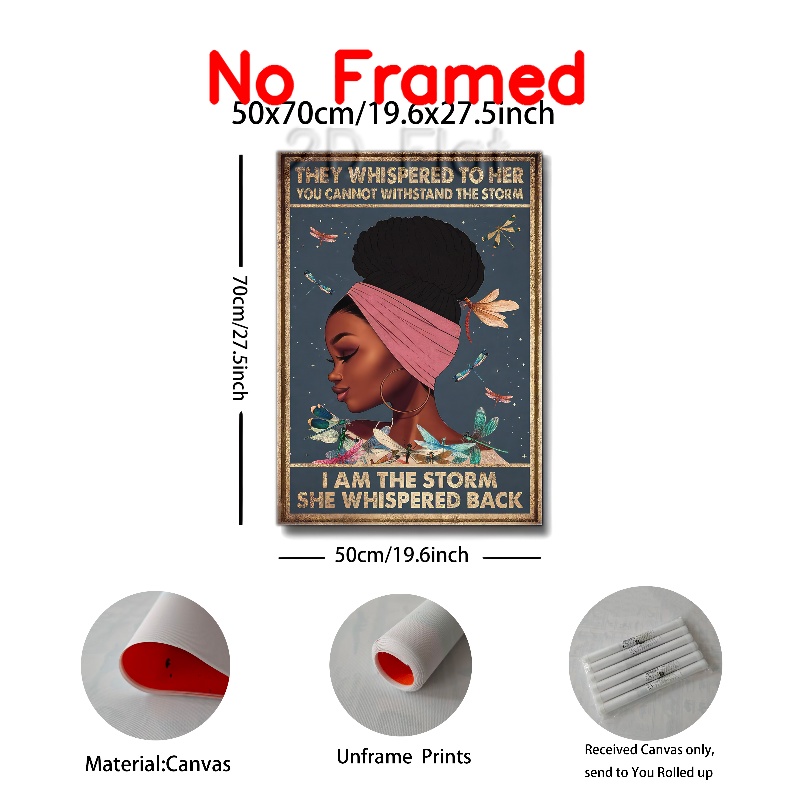 No Framed
50x70cm/19.6x27.5inch
2D Flat
THEY WHISPERED TO HER
YOU CANNOT WITHSTAND THE STORM
70cm/27.5inch
I AM THE STORM
SHE WHISPERED BACK
50cm/19.6inch
Material:Canvas
Unframe Prints
Received Canvas only,
send to You Rolled up